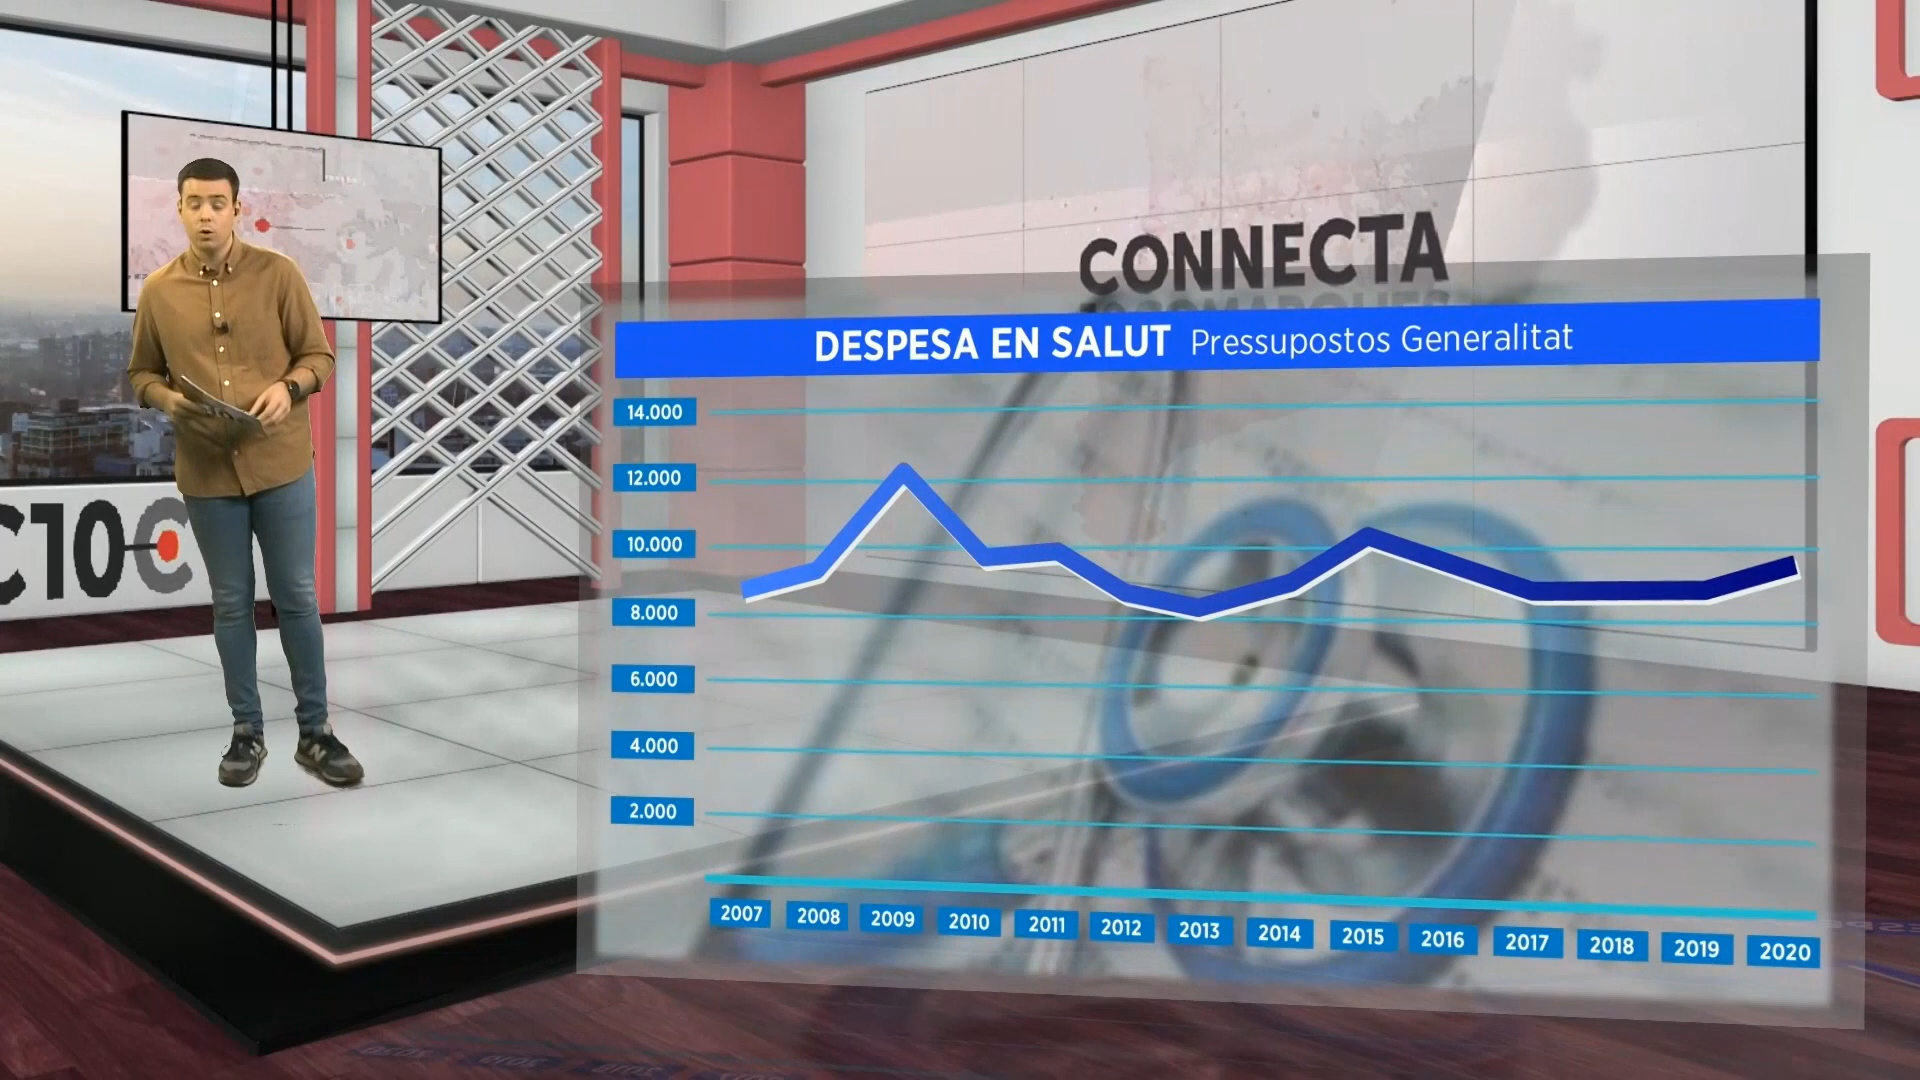 CONNECTA
DESPESA EN SALUT Pressupostos Generalitat
14.000
12.000
10.000
8.000
6.000
4.000
2.000
2007 2008 2009 2010 2011 2012 2013 2014 2015 2016 2017 2018 2019 2020
C10C